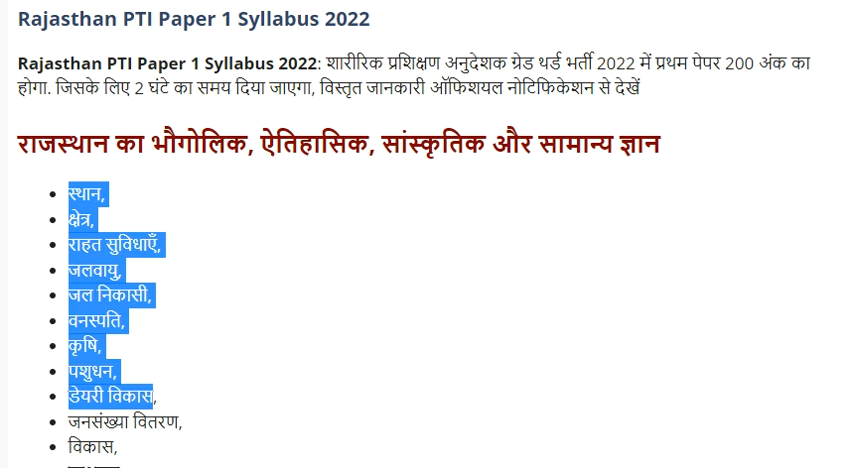 Rajasthan PTI Paper 1 Syllabus 2022
Rajasthan PTI Paper 1 Syllabus 2022: शारीरिक प्रशिक्षण अनुदेशक ग्रेड थर्ड भर्ती 2022 में प्रथम पेपर 200 अंक का
होगा. जिसके लिए 2 घंटे का समय दिया जाएगा, विस्तृत जानकारी ऑफिशयल नोटिफिकेशन से देखें
राजस्थान का भौगोलिक, ऐतिहासिक, सांस्कृतिक और सामान्य ज्ञान
• स्थान,
• क्षेत्र,
• राहत सुविधाएँ,
• जलवायु,
• जल निकासी,
• वनस्पति,
• कृषि,
• पशुधन,
• डेयरी विकास,
• जनसंख्या वितरण,
• विकास,